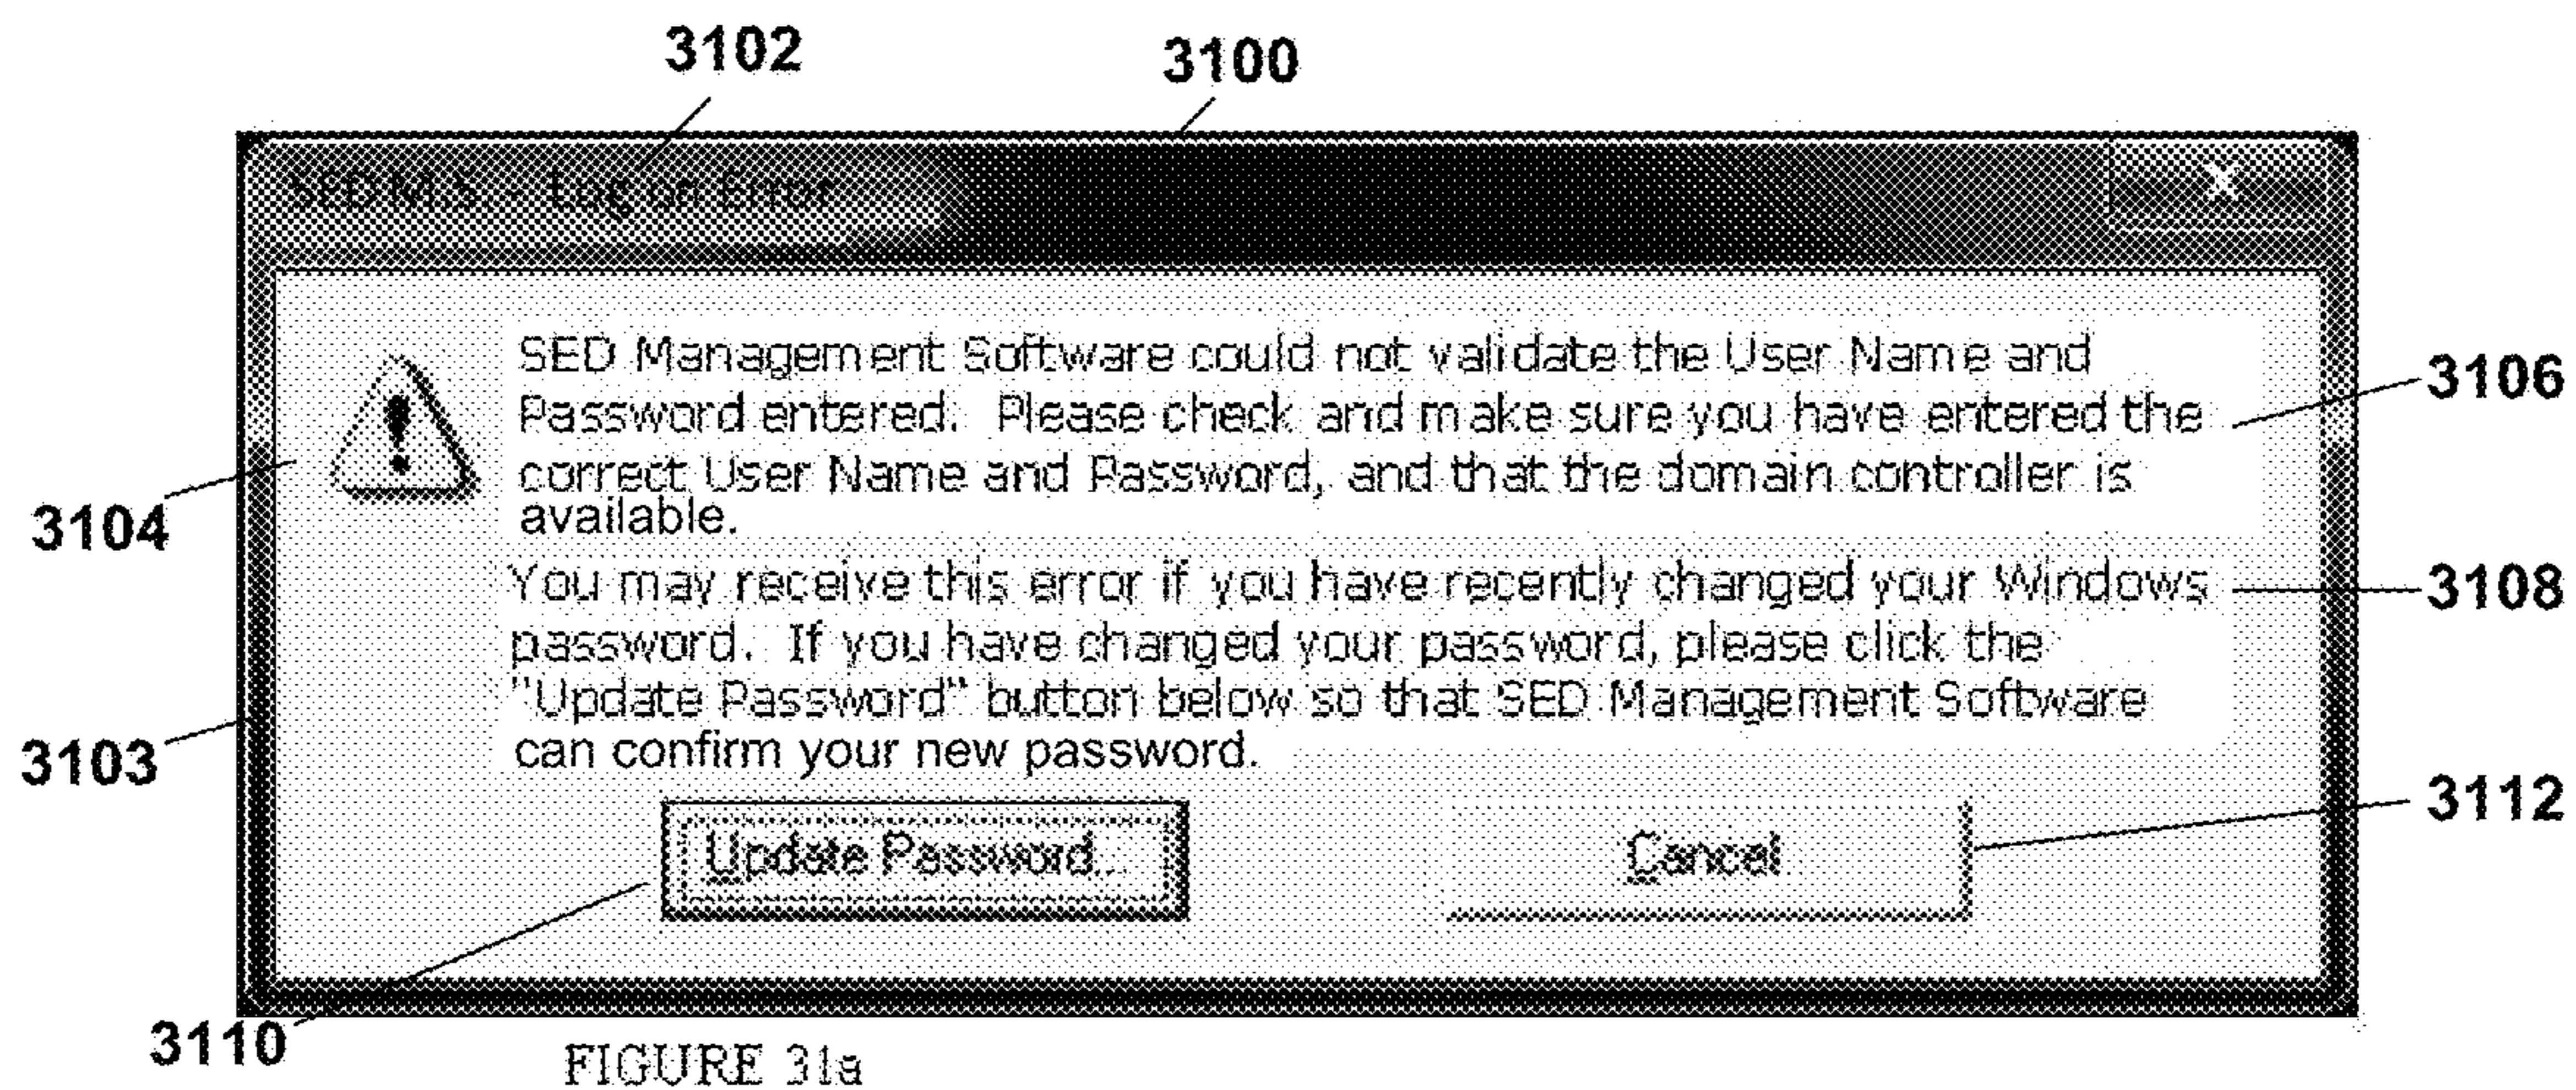 3102 3100
SED M.S. - Log on Error X
SED Management Software could not validate the User Name and
Password entered. Please check and make sure you have entered the
correct User Name and Password, and that the domain controller is
available.
3106
3104
You may receive this error if you have recently changed your Windows
password. If you have changed your password, please click the
"Update Password" button below so that SED Management Software
can confirm your new password.
3108
3103
Update Password... Cancel
3112
3110
FIGURE 31a